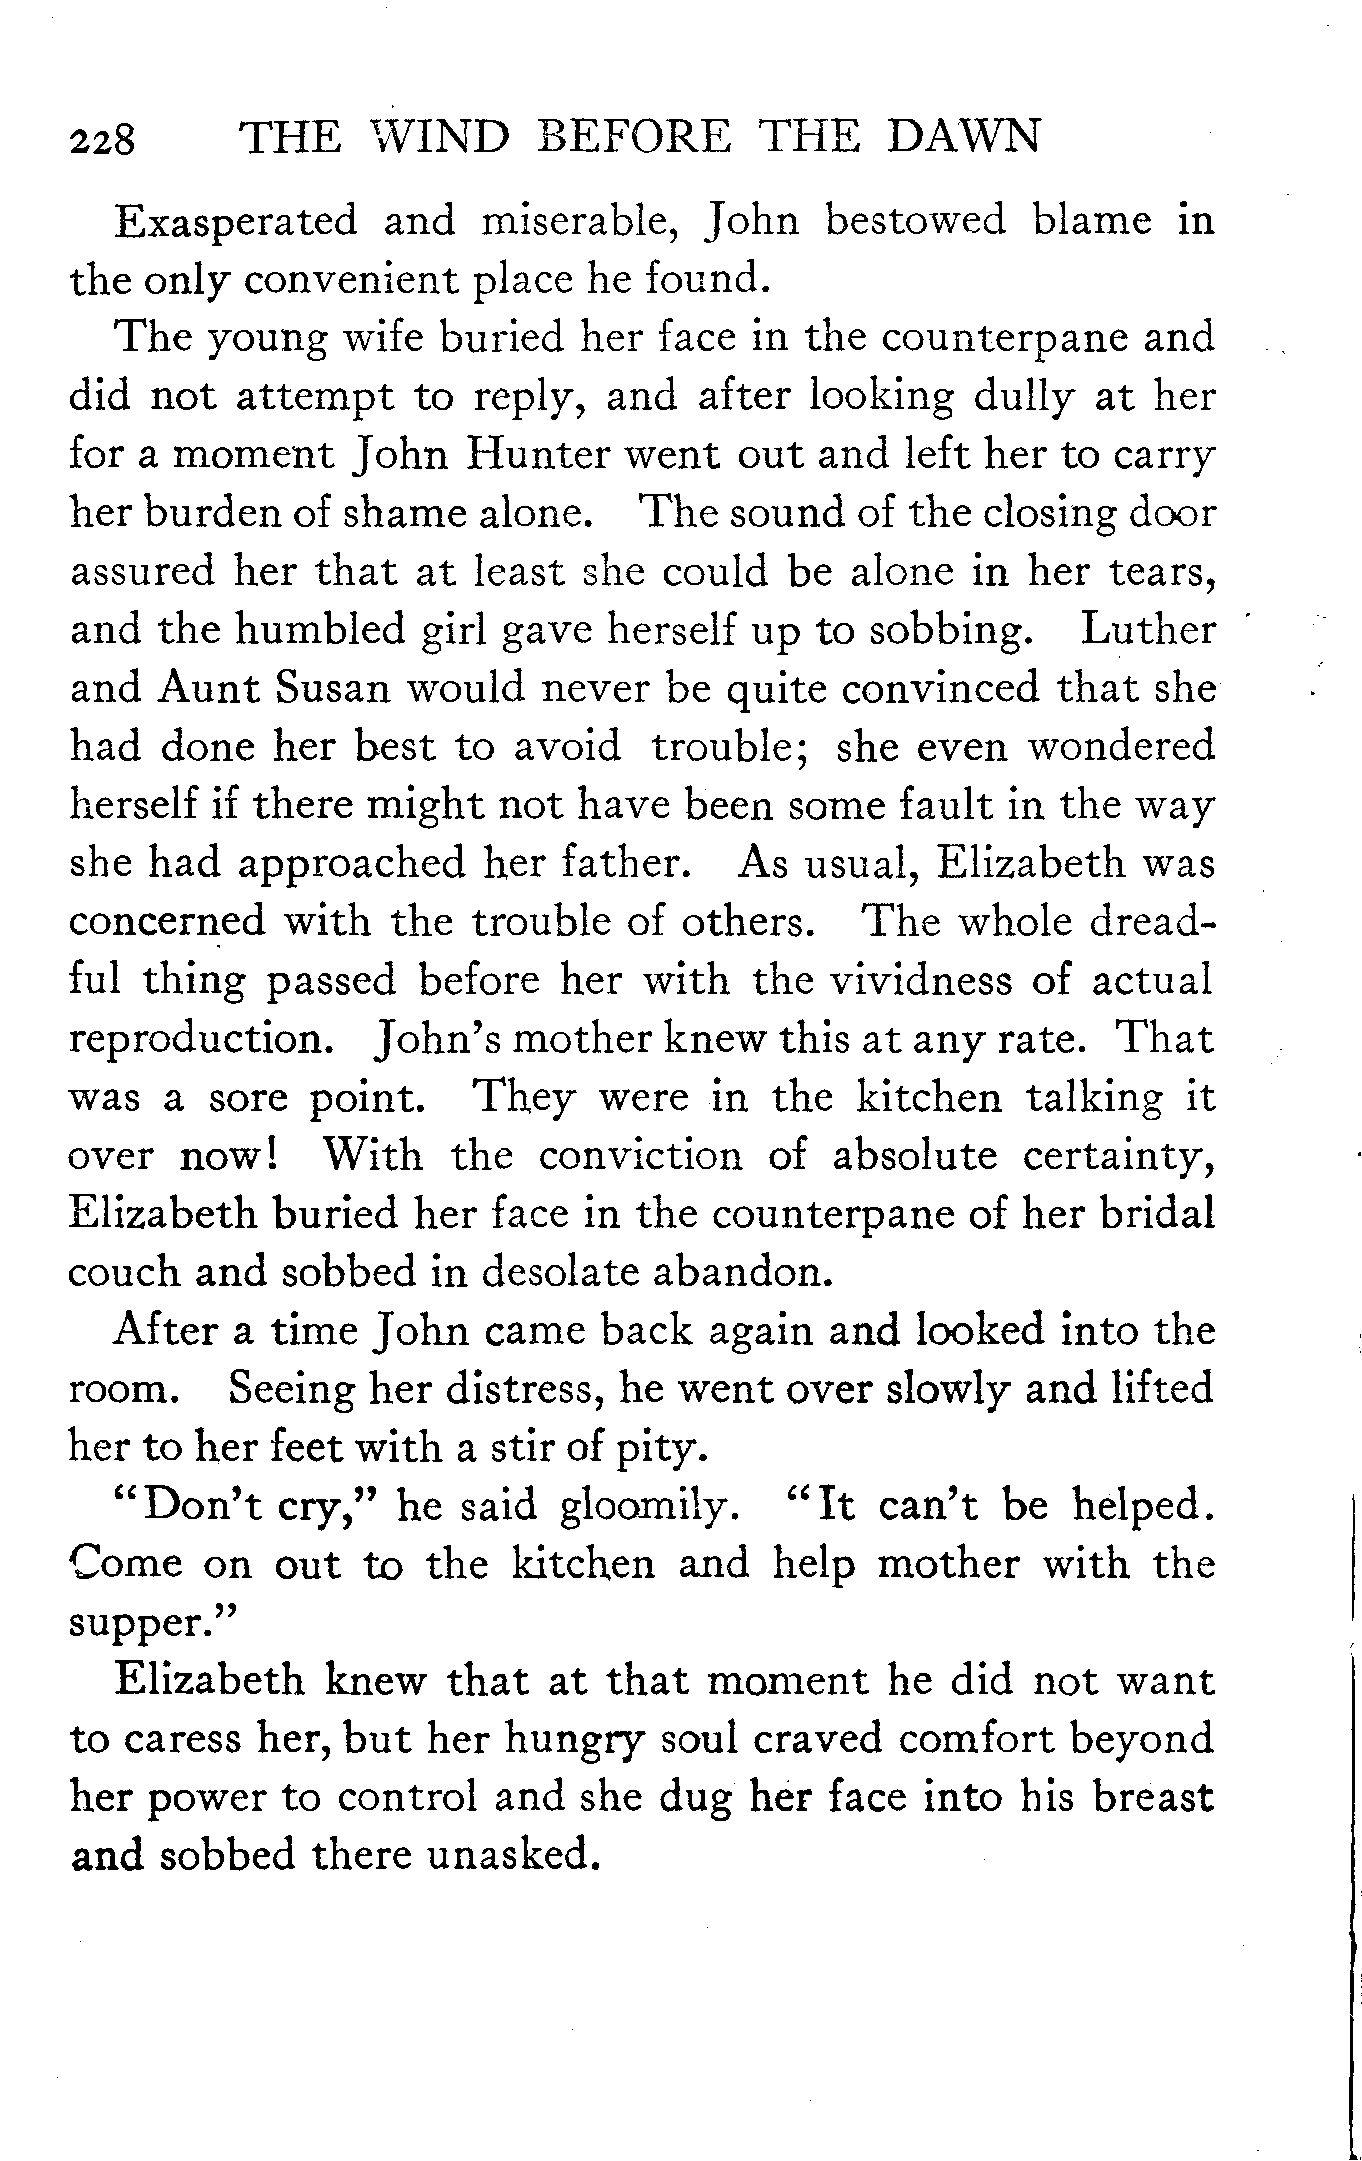 228 THE WIND BEFORE THE DAWN
Exasperated and miserable, John bestowed blame in
the only convenient place he found.
The young wife buried her face in the counterpane and
did not attempt to reply, and after looking dully at her
for a moment John Hunter went out and left her to carry
her burden of shame alone. The sound of the closing door
assured her that at least she could be alone in her tears,
and the humbled girl gave herself up to sobbing. Luther
and Aunt Susan would never be quite convinced that she
had done her best to avoid trouble; she even wondered
herself if there might not have been some fault in the way
she had approached her father. As usual, Elizabeth was
concerned with the trouble of others. The whole dread-
ful thing passed before her with the vividness of actual
reproduction. John's mother knew this at any rate. That
was a sore point. They were in the kitchen talking it
over now! With the conviction of absolute certainty,
Elizabeth buried her face in the counterpane of her bridal
couch and sobbed in desolate abandon.
After a time John came back again and looked into the
room. Seeing her distress, he went over slowly and lifted
her to her feet with a stir of pity.
"Don't cry," he said gloomily. "It can't be helped.
Come on out to the kitchen and help mother with the
supper."
Elizabeth knew that at that moment he did not want
to caress her, but her hungry soul craved comfort beyond
her power to control and she dug her face into his breast
and sobbed there unasked.